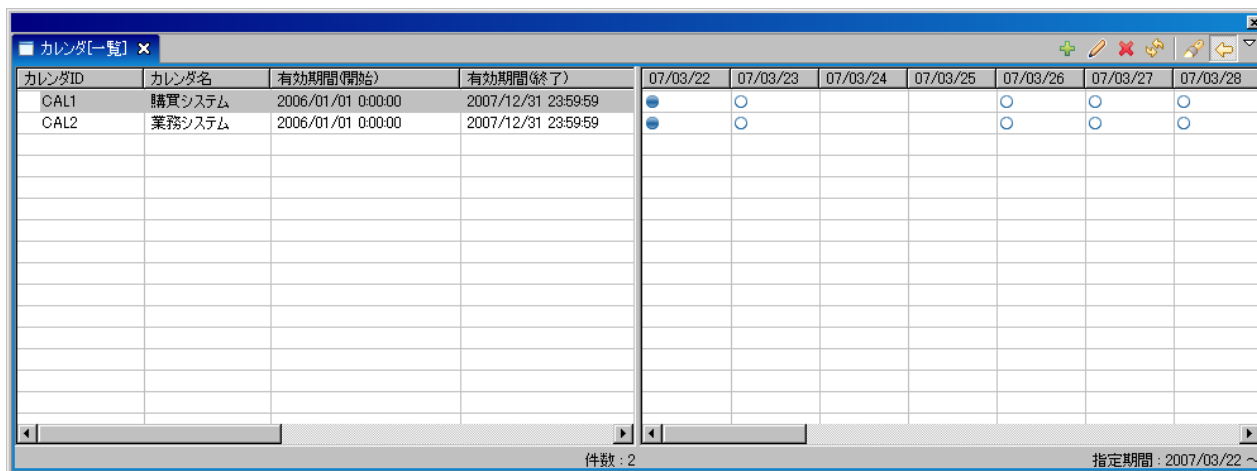 カレンダ[一覧]
カレンダID カレンダ名 有効期間(開始) 有効期間(終了) 07/03/22 07/03/23 07/03/24 07/03/25 07/03/26 07/03/27 07/03/28
CAL1 購買システム 2006/01/01 0:00:00 2007/12/31 23:59:59
CAL2 業務システム 2006/01/01 0:00:00 2007/12/31 23:59:59
件数 : 2 指定期間 : 2007/03/22 ～